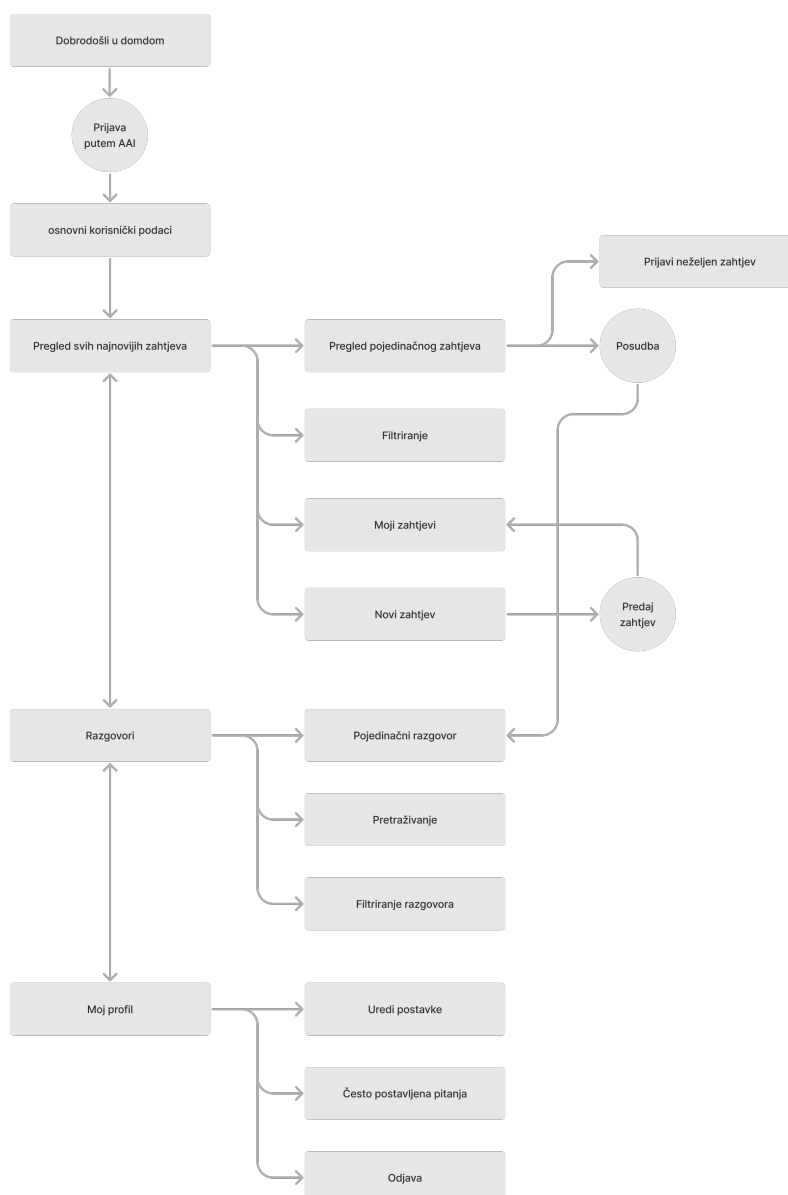 Dobrodošli u domdom
Prijava
putem AAI
osnovni korisnički podaci
Prijavi neželjen zahtjev
Pregled svih najnovijih zahtjeva
Pregled pojedinačnog zahtjeva
Posudba
Filtriranje
Moji zahtjevi
Novi zahtjev
Predaj
zahtjev
Razgovori
Pojedinačni razgovor
Pretraživanje
Filtriranje razgovora
Moj profil
Uredi postavke
Često postavljena pitanja
Odjava